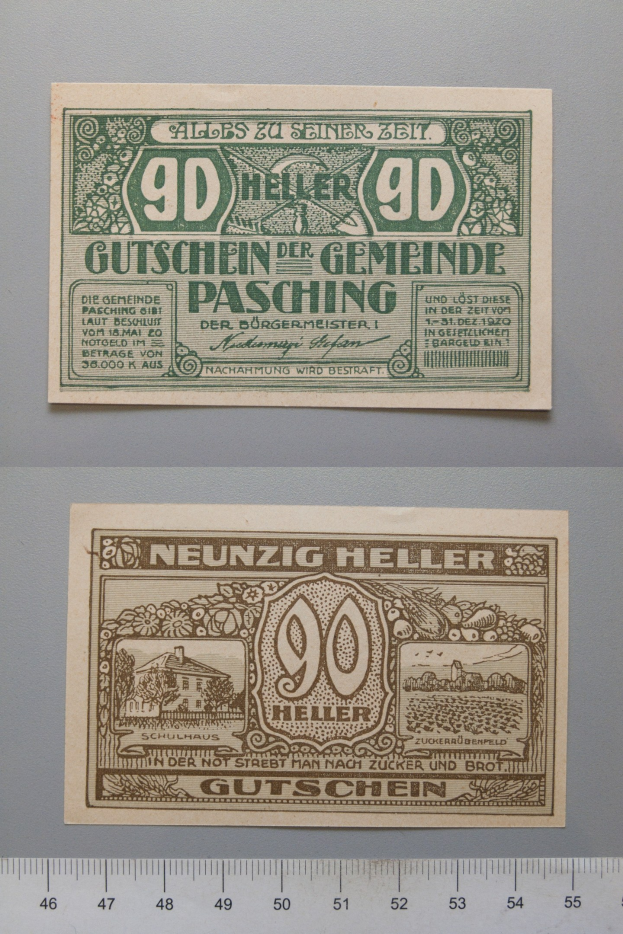 ALLES ZU SEINER ZEIT.
90 HELLER 90
GUTSCHEIN DER GEMEINDE
PASCHING
DIE GEMEINDE
PASCHING GIBT
LAUT BESCHLUSS
VOM 18. MAI 20
NOTGELD IM
BETRAGE VON
36.000 K AUS
DER BÜRGERMEISTER:
Stefan
UND LÖST DIESE
IN DER ZEIT VOM
1.–31. DEZ. 1920
IN GESETZLICHEM
BARGELD EIN.
NACHAHMUNG WIRD BESTRAFT.
NEUNZIG HELLER
90
HELLER
SCHULHAUS
ZUCKERRÜBENFELD
IN DER NOT STREBT MAN NACH ZUCKER UND BROT.
GUTSCHEIN
46 47 48 49 50 51 52 53 54 55